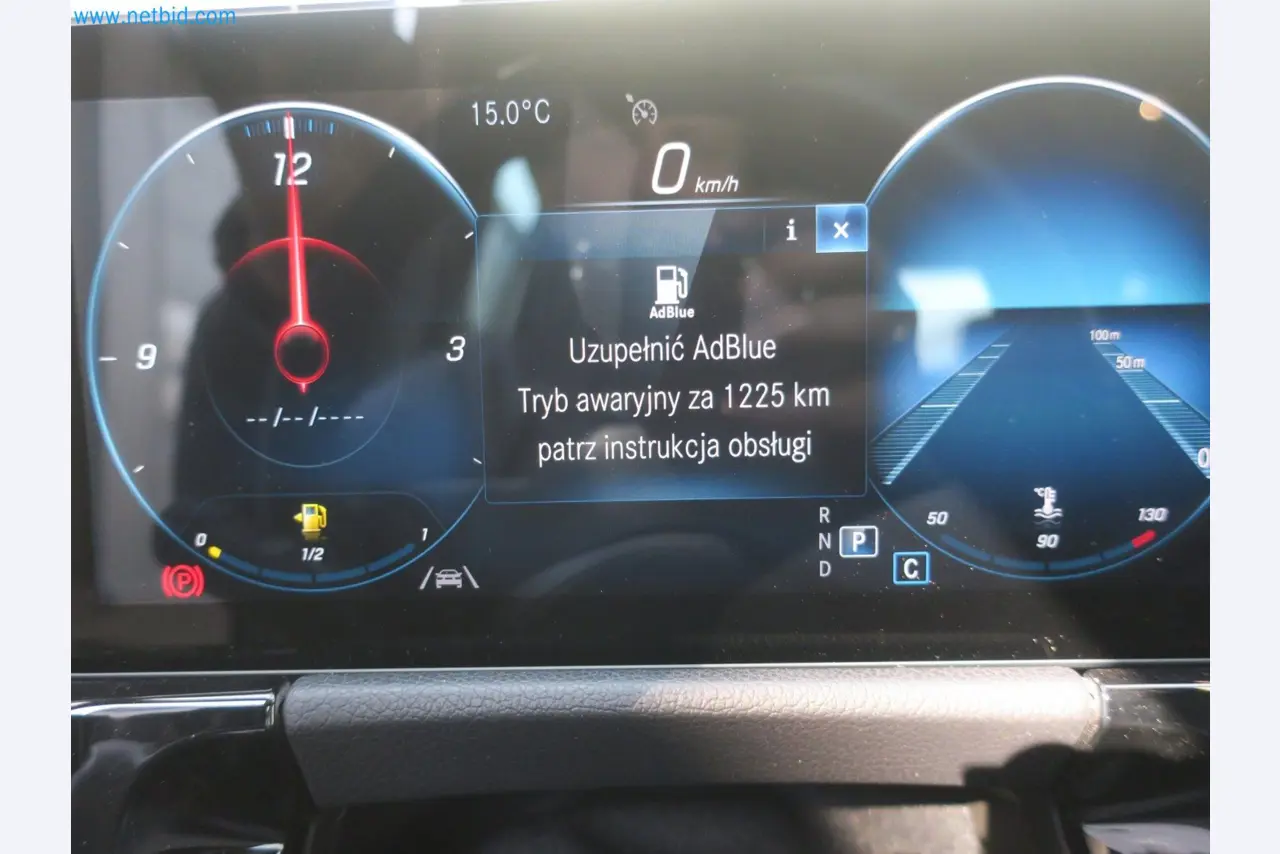 www.netbid.com
15.0°C
0 km/h
12
3
9
--/--/----
i
AdBlue
Uzupełnić AdBlue
Tryb awaryjny za 1225 km
patrz instrukcja obsługi
100m
50m
0
0
1/2
1
P
R
N
P
D
C
50
90
130
°C